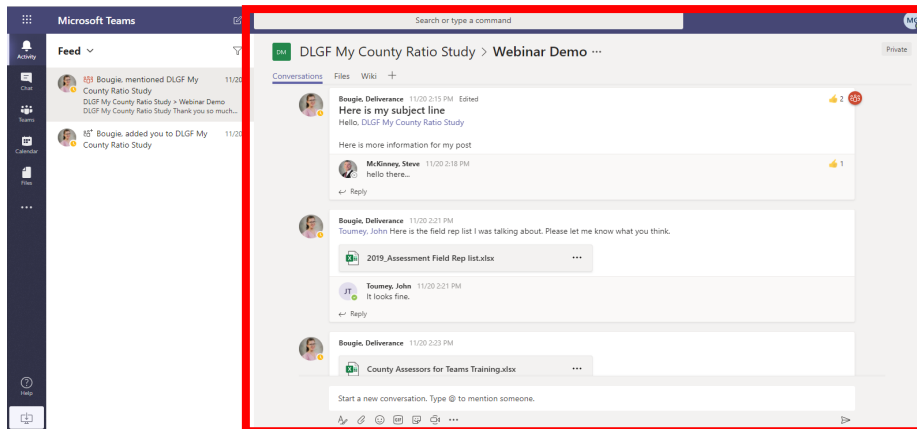 Microsoft Teams
Search or type a command
Activity
Chat
Teams
Calendar
Files
Help
Feed
Bougie, mentioned DLGF My 11/20
County Ratio Study
DLGF My County Ratio Study > Webinar Demo
DLGF My County Ratio Study Thank you so much...
Bougie, added you to DLGF My 11/20
County Ratio Study
DM DLGF My County Ratio Study > Webinar Demo ...
Private
Conversations Files Wiki +
Bougie, Deliverance 11/20 2:15 PM Edited 2
Here is my subject line
Hello, DLGF My County Ratio Study
Here is more information for my post
McKinney, Steve 11/20 2:18 PM 1
hello there...
Reply
Bougie, Deliverance 11/20 2:21 PM
Toumey, John Here is the field rep list I was talking about. Please let me know what you think.
2019_Assessment Field Rep list.xlsx ...
JT Toumey, John 11/20 2:21 PM
It looks fine.
Reply
Bougie, Deliverance 11/20 2:23 PM
County Assessors for Teams Training.xlsx ...
Start a new conversation. Type @ to mention someone.
GIF